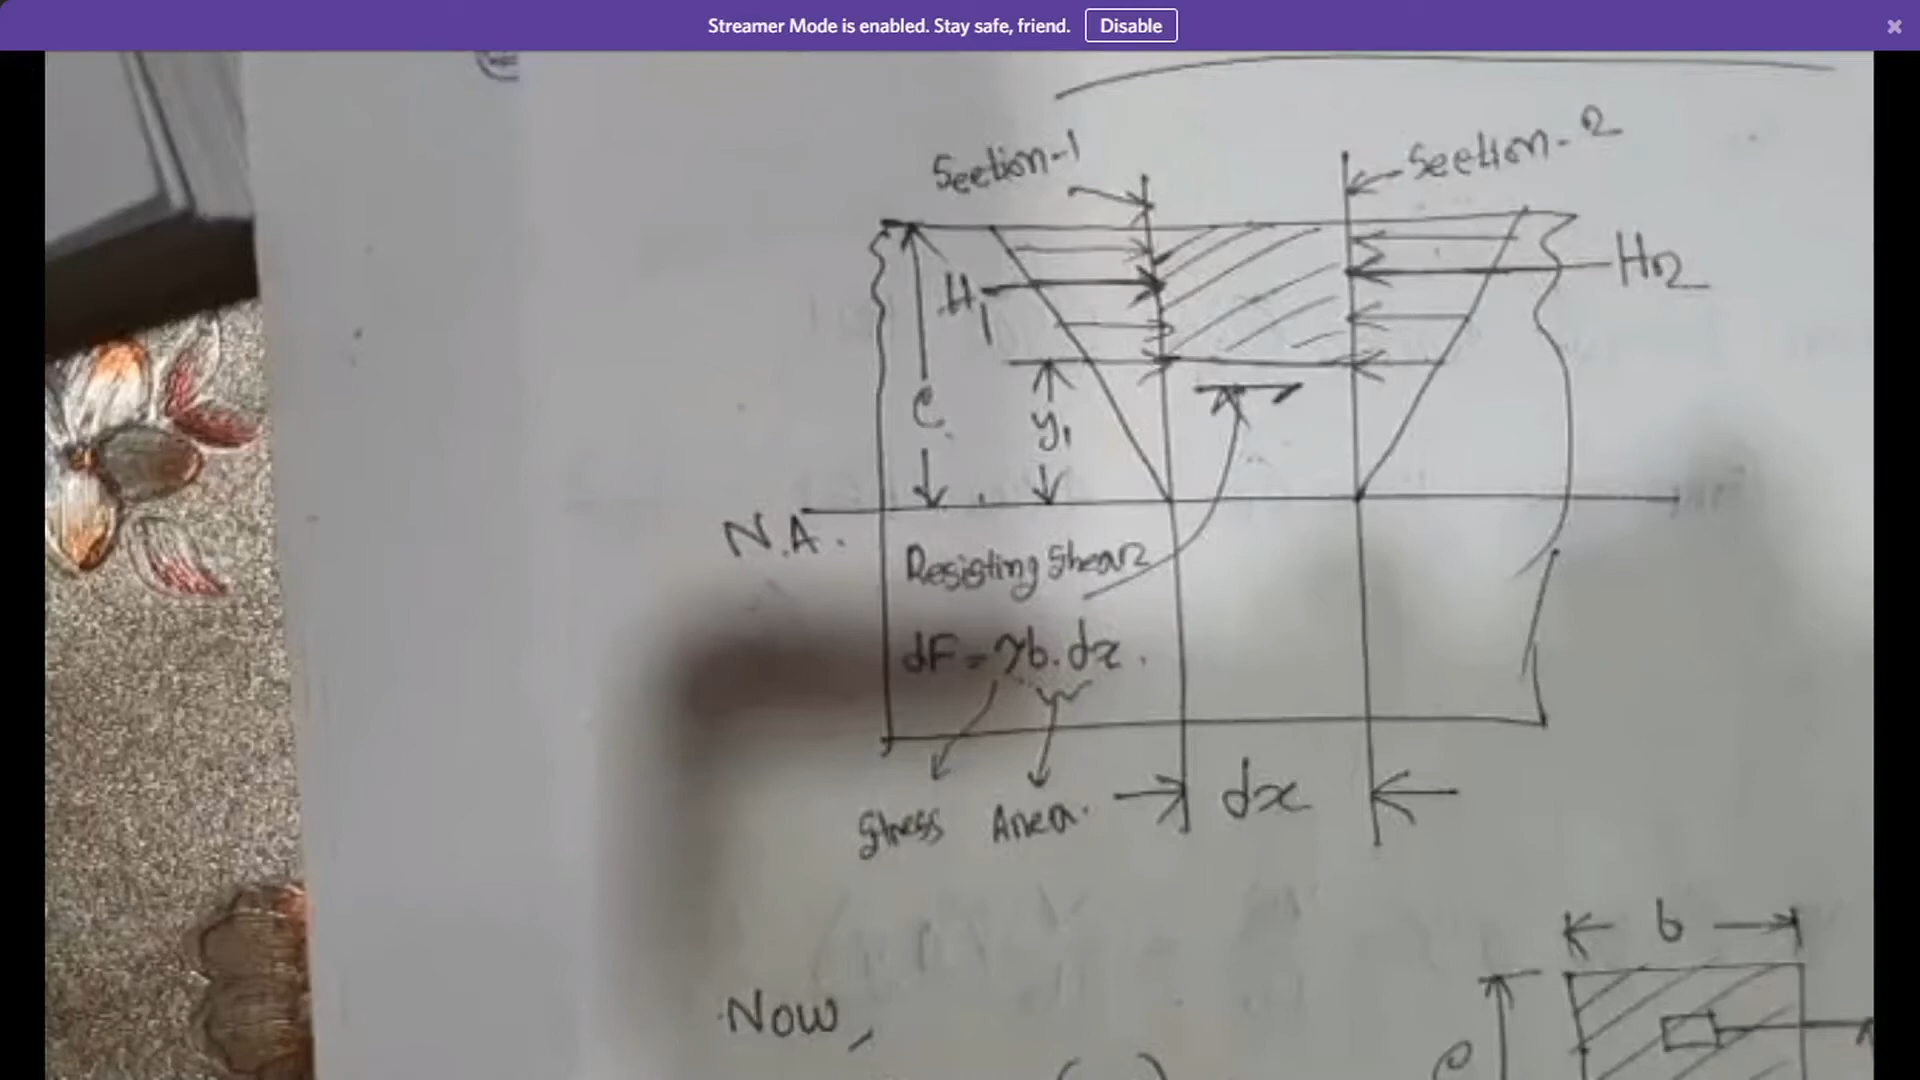 Streamer Mode is enabled. Stay safe, friend. Disable
Section-1
Section-2
H1
H2
C
y1
N.A.
Resisting Shear
dF = τb.dx.
Stress Area.
dx
b
Now,